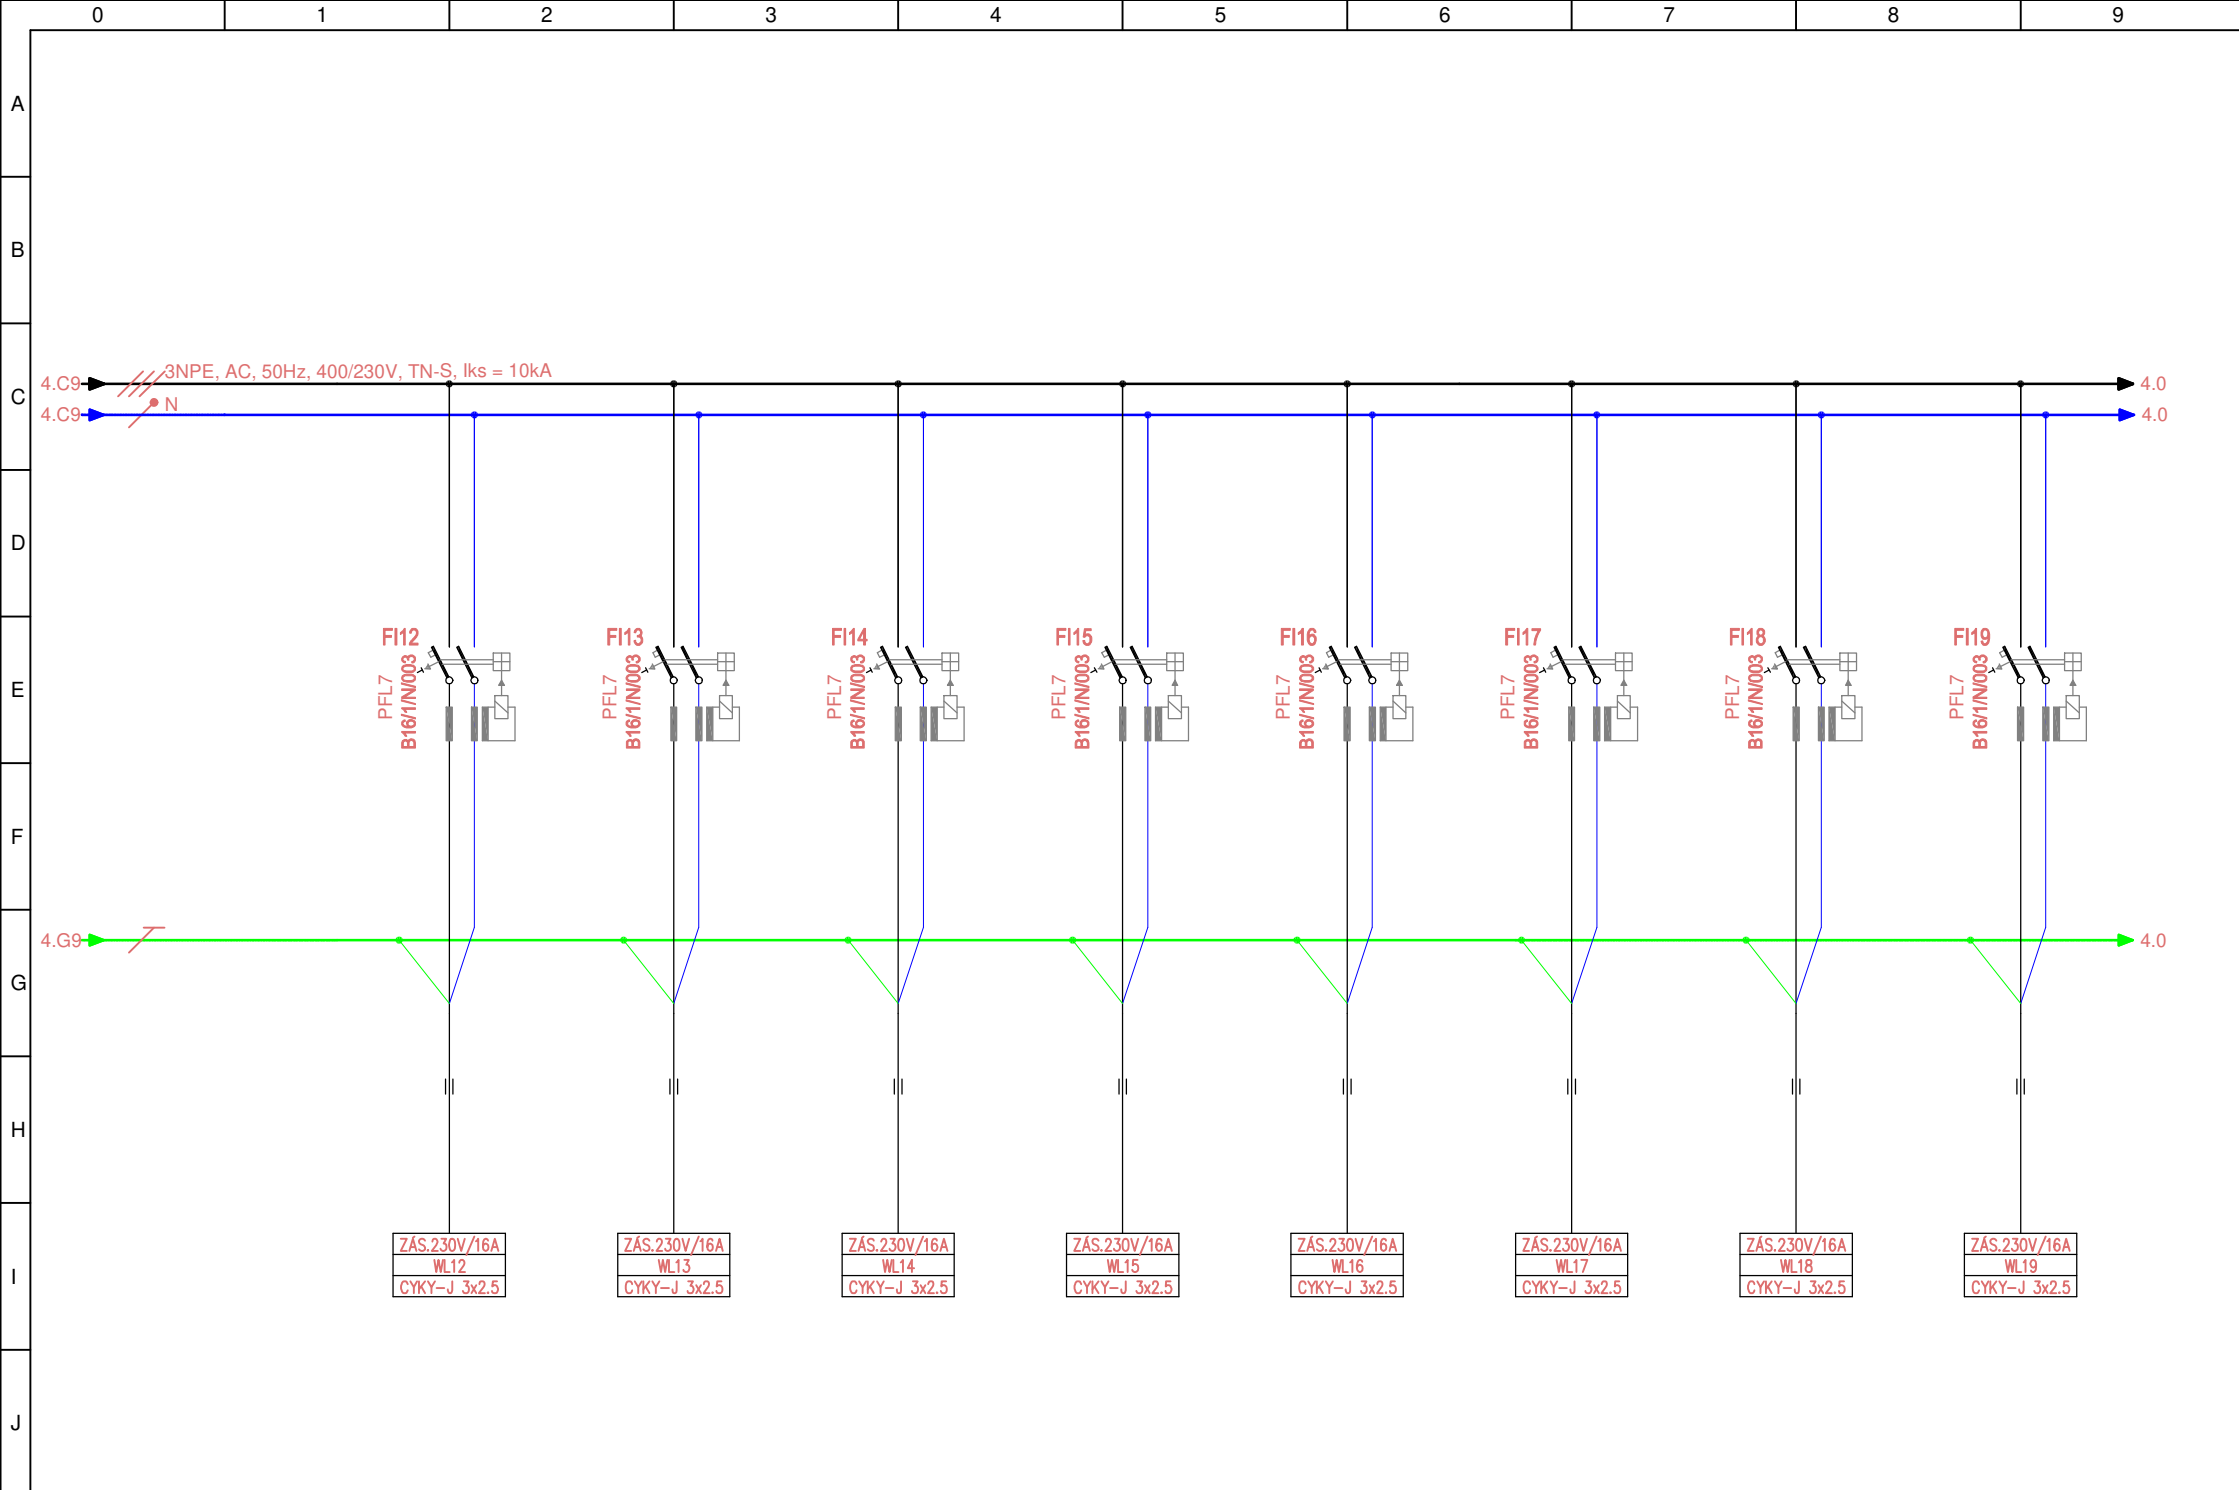 0 1 2 3 4 5 6 7 8 9
A
B
C
D
E
F
G
H
I
J
4.C9 3NPE, AC, 50Hz, 400/230V, TN-S, Iks = 10kA 4.0
4.C9 N 4.0
FI12 FI13 FI14 FI15 FI16 FI17 FI18 FI19
PFL7 PFL7 PFL7 PFL7 PFL7 PFL7 PFL7 PFL7
B16/1/N/003 B16/1/N/003 B16/1/N/003 B16/1/N/003 B16/1/N/003 B16/1/N/003 B16/1/N/003 B16/1/N/003
4.G9 4.0
ZÁS.230V/16A ZÁS.230V/16A ZÁS.230V/16A ZÁS.230V/16A ZÁS.230V/16A ZÁS.230V/16A ZÁS.230V/16A ZÁS.230V/16A
WL12 WL13 WL14 WL15 WL16 WL17 WL18 WL19
CYKY-J 3x2.5 CYKY-J 3x2.5 CYKY-J 3x2.5 CYKY-J 3x2.5 CYKY-J 3x2.5 CYKY-J 3x2.5 CYKY-J 3x2.5 CYKY-J 3x2.5